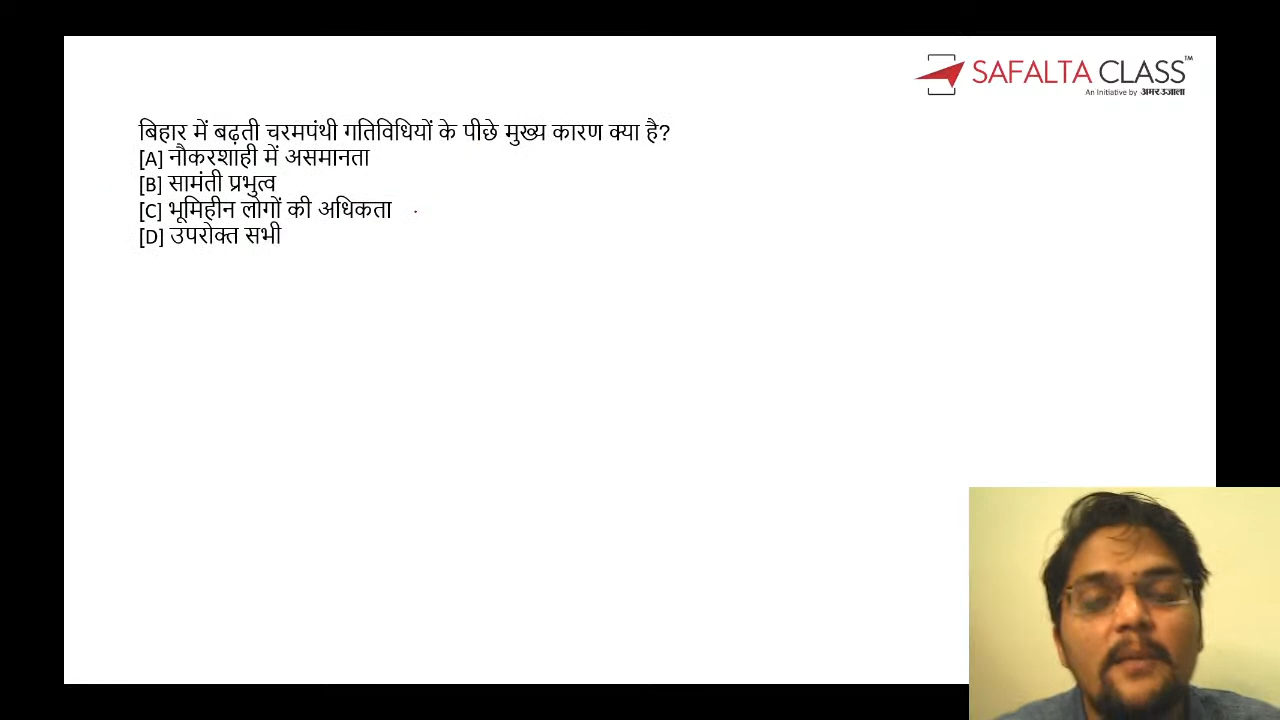 SAFALTA CLASS™
An Initiative by अमर उजाला
बिहार में बढ़ती चरमपंथी गतिविधियों के पीछे मुख्य कारण क्या है?
[A] नौकरशाही में असमानता
[B] सामंती प्रभुत्व
[C] भूमिहीन लोगों की अधिकता
[D] उपरोक्त सभी